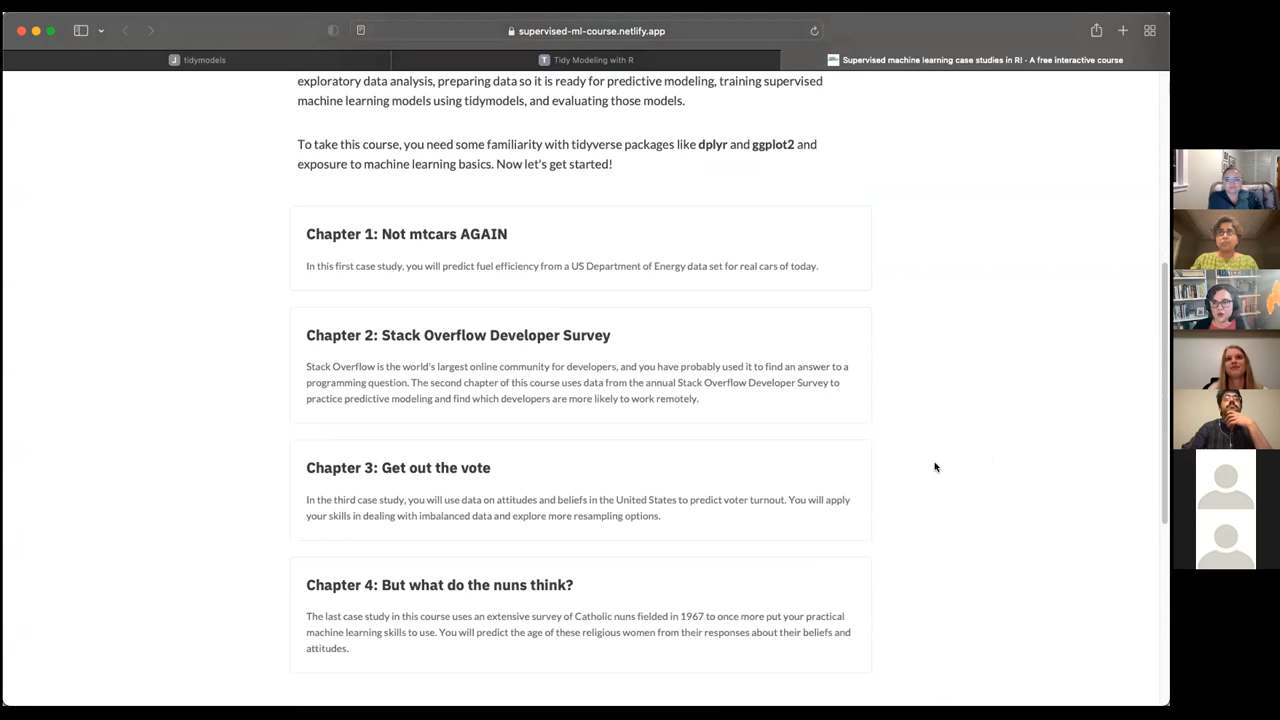 supervised-ml-course.netlify.app
J tidymodels
T Tidy Modeling with R
Supervised machine learning case studies in R! - A free interactive course
exploratory data analysis, preparing data so it is ready for predictive modeling, training supervised
machine learning models using tidymodels, and evaluating those models.
To take this course, you need some familiarity with tidyverse packages like dplyr and ggplot2 and
exposure to machine learning basics. Now let's get started!
Chapter 1: Not mtcars AGAIN
In this first case study, you will predict fuel efficiency from a US Department of Energy data set for real cars of today.
Chapter 2: Stack Overflow Developer Survey
Stack Overflow is the world's largest online community for developers, and you have probably used it to find an answer to a
programming question. The second chapter of this course uses data from the annual Stack Overflow Developer Survey to
practice predictive modeling and find which developers are more likely to work remotely.
Chapter 3: Get out the vote
In the third case study, you will use data on attitudes and beliefs in the United States to predict voter turnout. You will apply
your skills in dealing with imbalanced data and explore more resampling options.
Chapter 4: But what do the nuns think?
The last case study in this course uses an extensive survey of Catholic nuns fielded in 1967 to once more put your practical
machine learning skills to use. You will predict the age of these religious women from their responses about their beliefs and
attitudes.